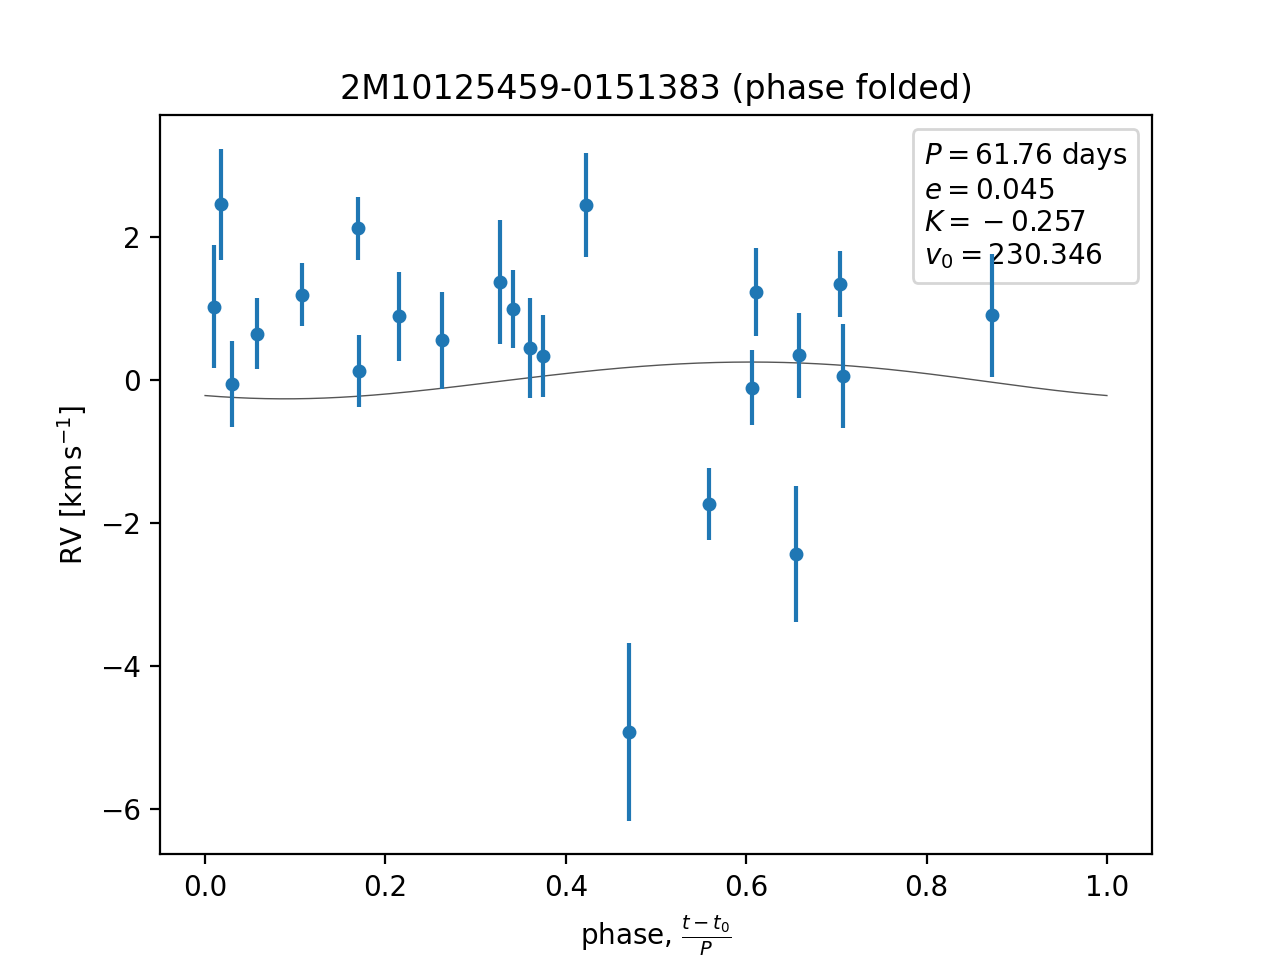 2M10125459-0151383 (phase folded)
P = 61.76 days
e = 0.045
K = −0.257
v₀ = 230.346
2
0
−2
−4
−6
RV [km s⁻¹]
0.0 0.2 0.4 0.6 0.8 1.0
phase, (t − t₀)/P